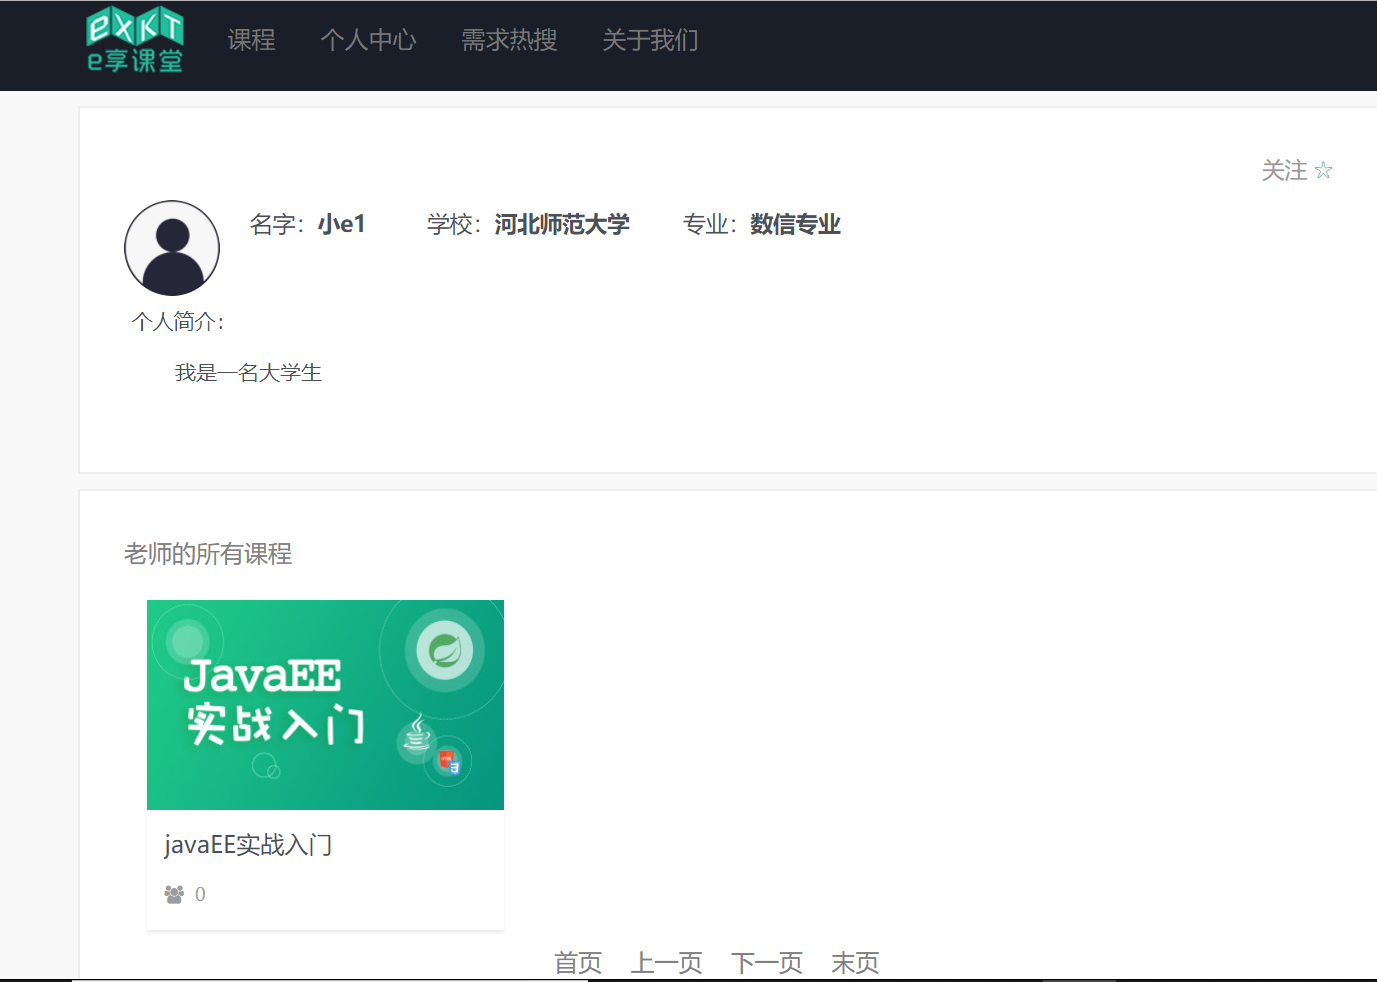 eXKT
e享课堂
课程 个人中心 需求热搜 关于我们
关注 ☆
名字：小e1 学校：河北师范大学 专业：数信专业
个人简介：
我是一名大学生
老师的所有课程
JavaEE
实战入门
javaEE实战入门
0
首页 上一页 下一页 末页